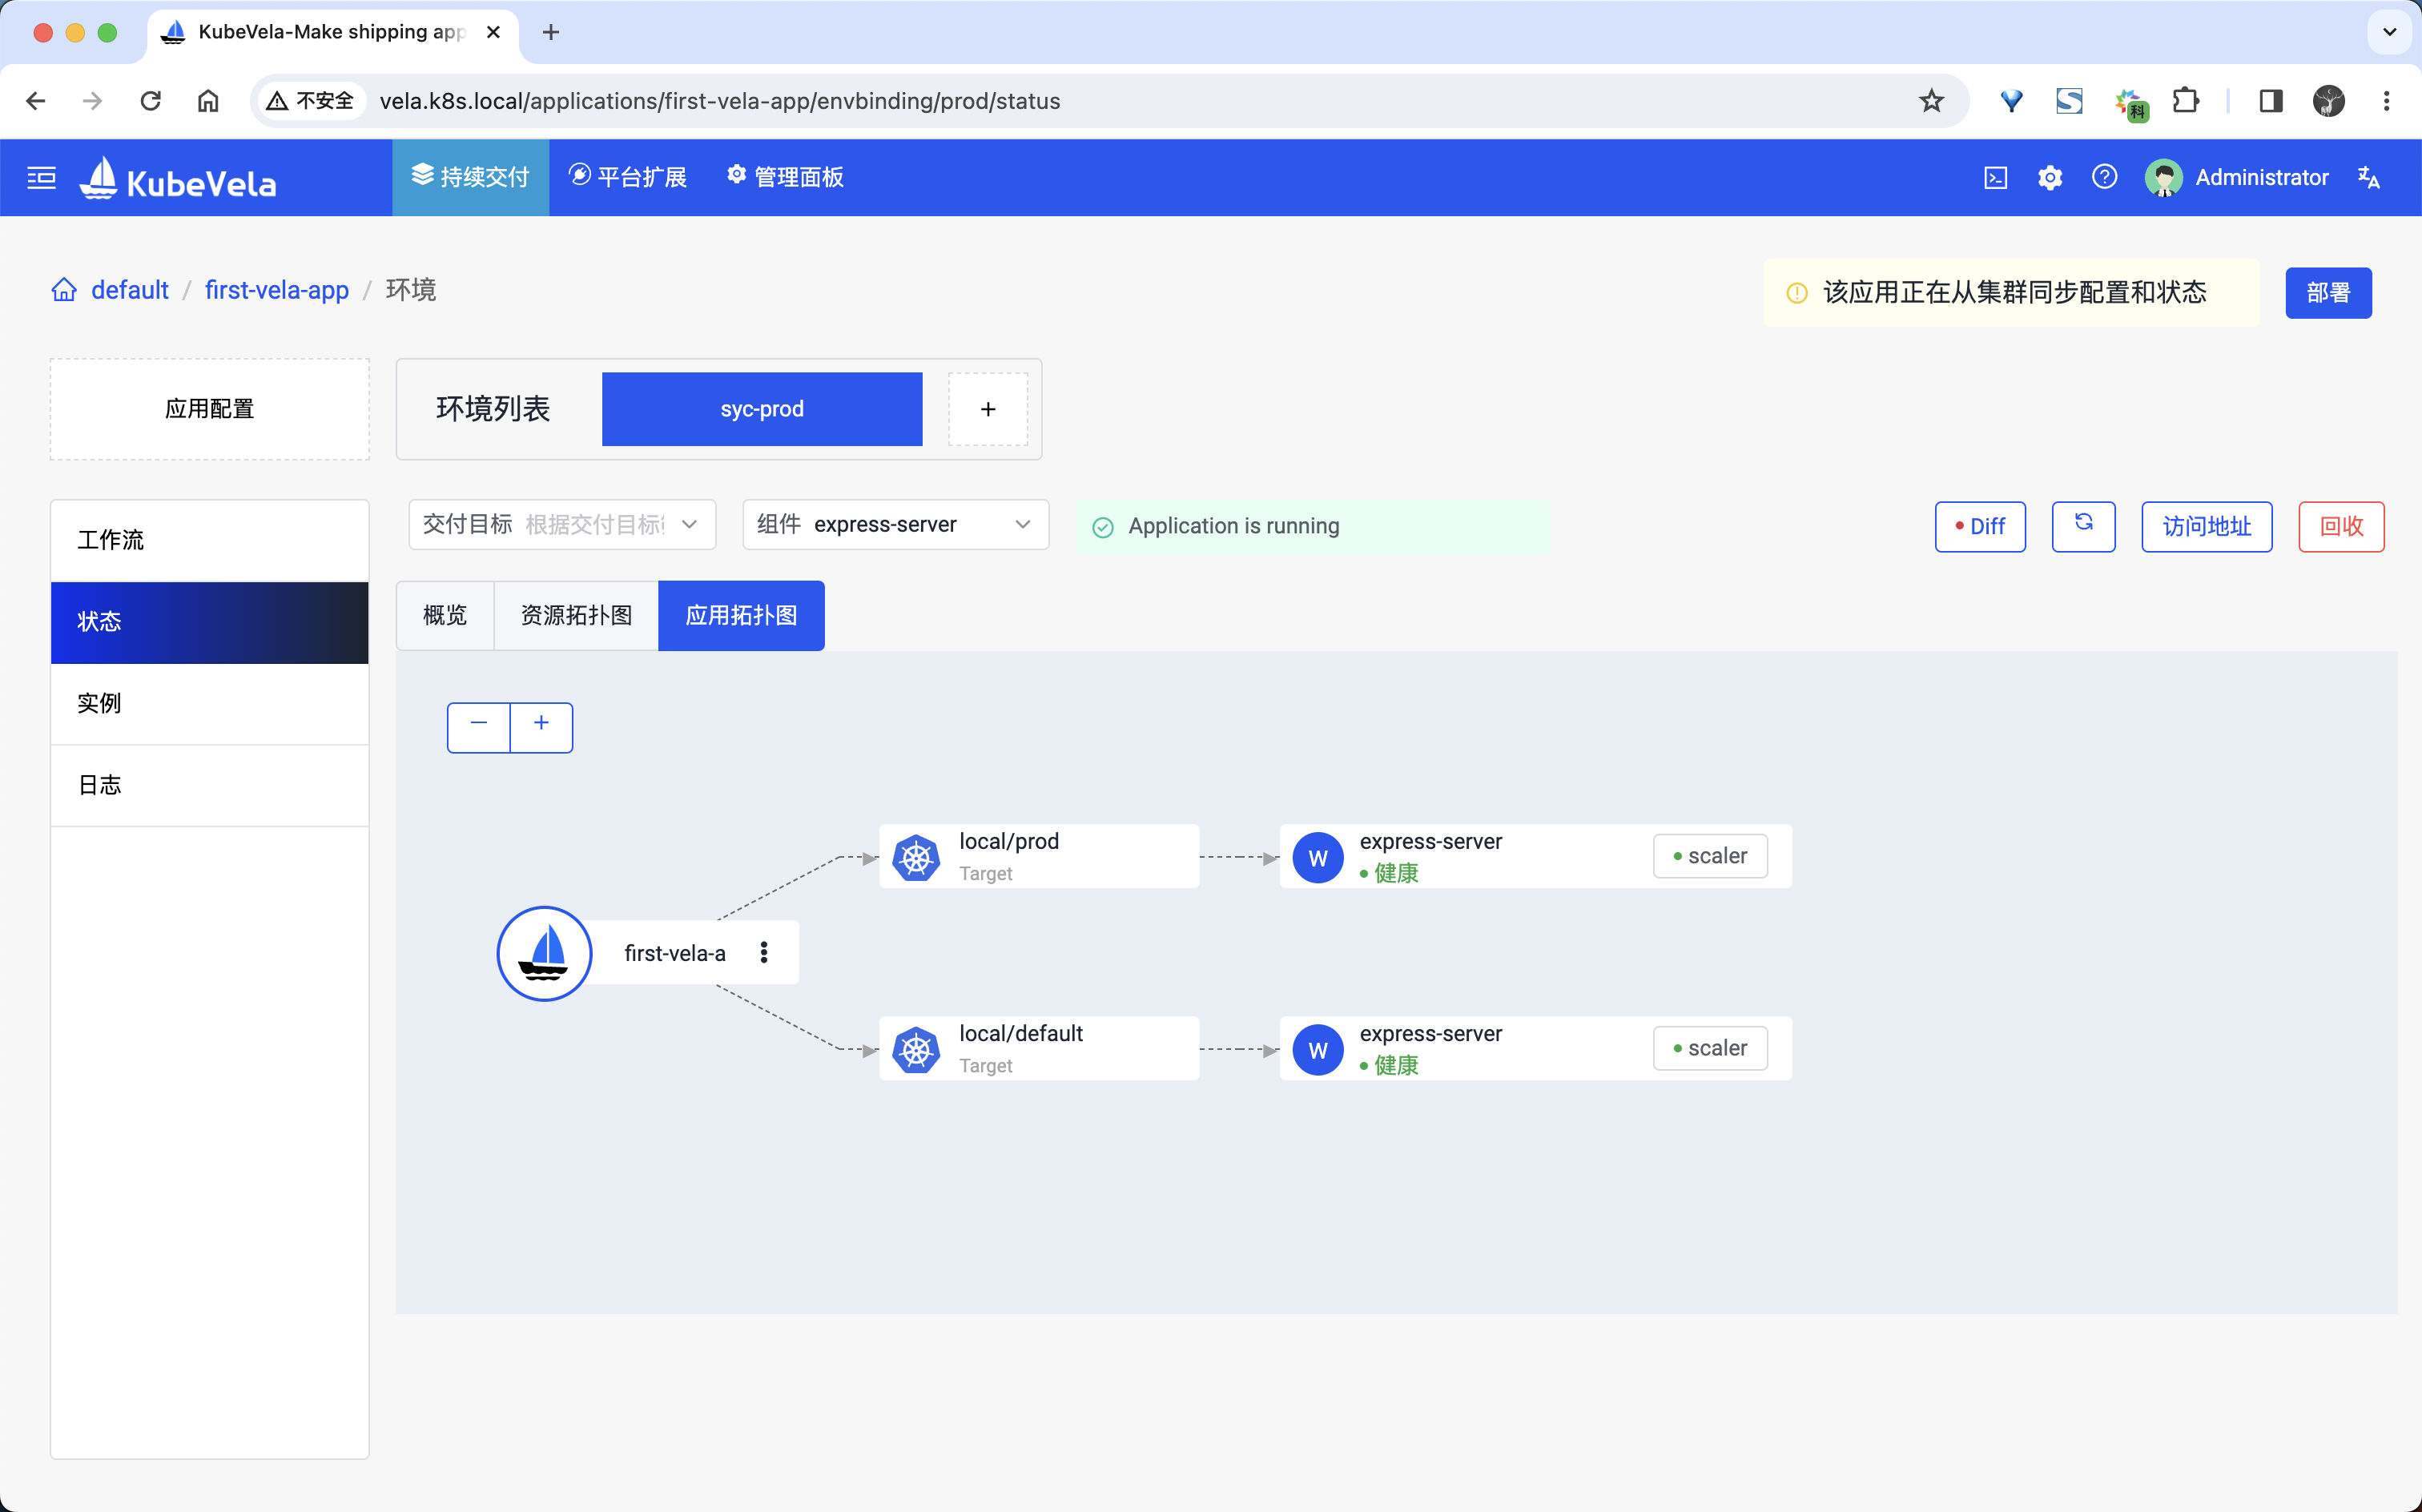 KubeVela-Make shipping app
不安全 vela.k8s.local/applications/first-vela-app/envbinding/prod/status
科
KubeVela 持续交付 平台扩展 管理面板 Administrator
default / first-vela-app / 环境
该应用正在从集群同步配置和状态 部署
应用配置 环境列表 syc-prod +
交付目标 根据交付目标 组件 express-server Application is running Diff 访问地址 回收
工作流
状态
实例
日志
概览 资源拓扑图 应用拓扑图
local/prod
Target
express-server
健康
scaler
first-vela-a
local/default
Target
express-server
健康
scaler
W
W